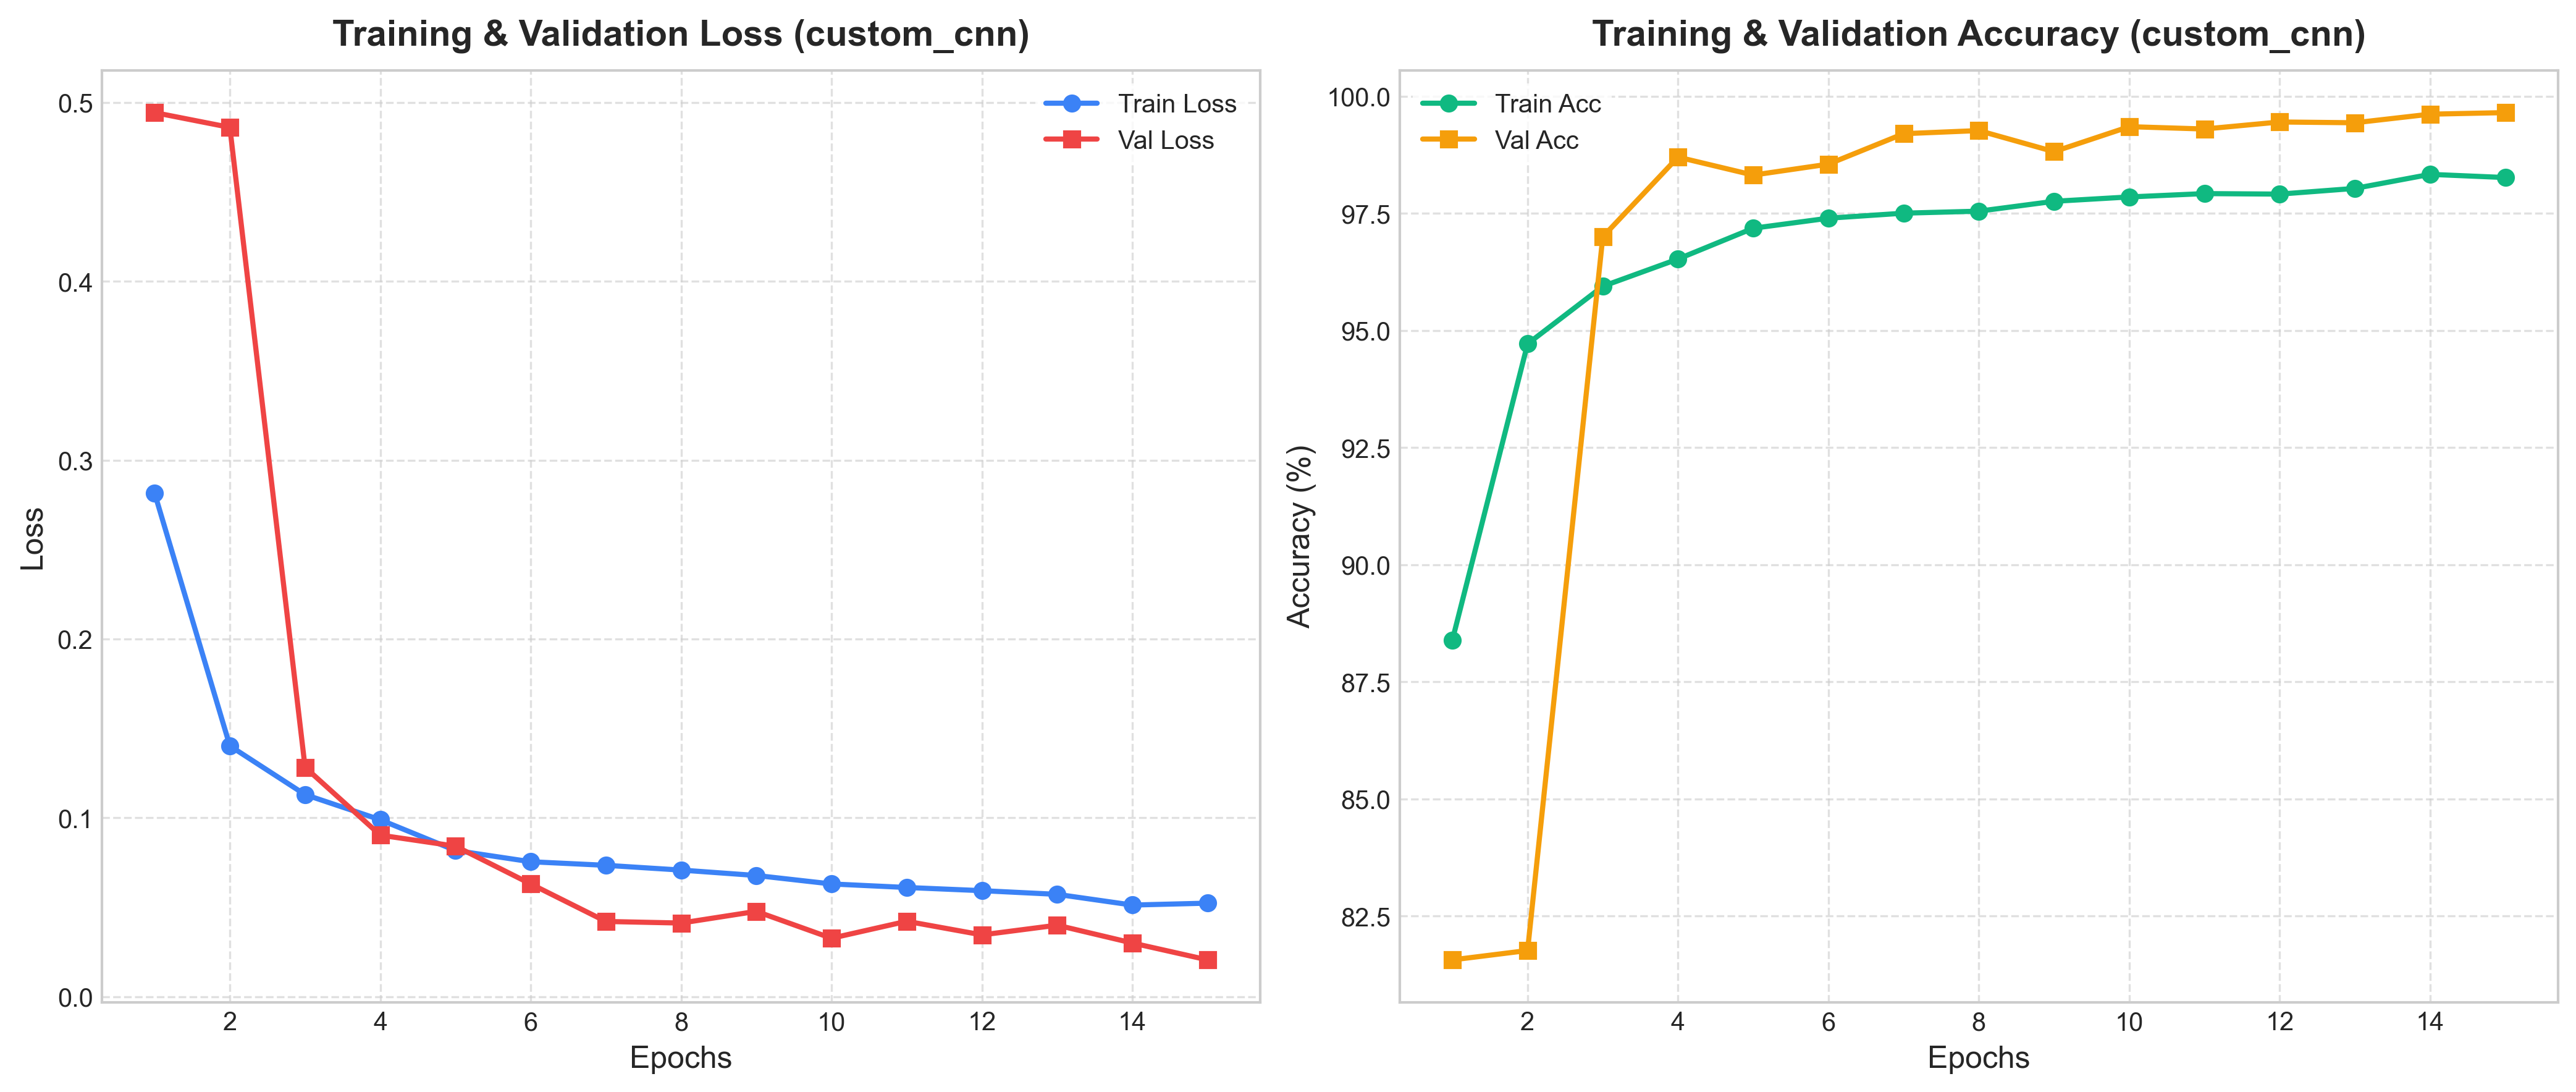 Training & Validation Loss (custom_cnn)
Train Loss
Val Loss
0.5
0.4
0.3
0.2
0.1
0.0
Loss
2 4 6 8 10 12 14
Epochs
Training & Validation Accuracy (custom_cnn)
Train Acc
Val Acc
100.0
97.5
95.0
92.5
90.0
87.5
85.0
82.5
Accuracy (%)
2 4 6 8 10 12 14
Epochs